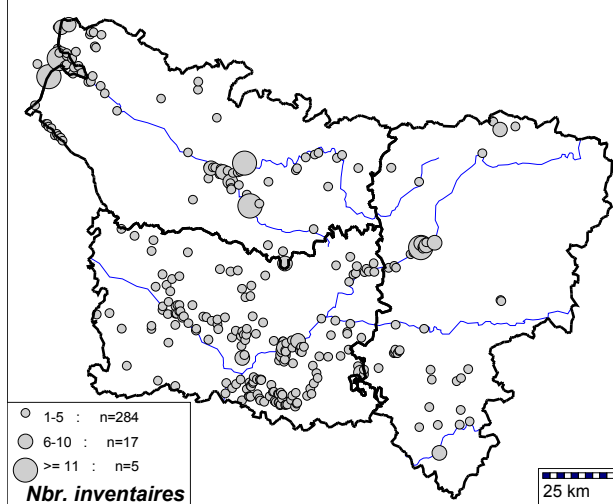 1-5 : n=284
6-10 : n=17
>= 11 : n=5
Nbr. inventaires
25 km